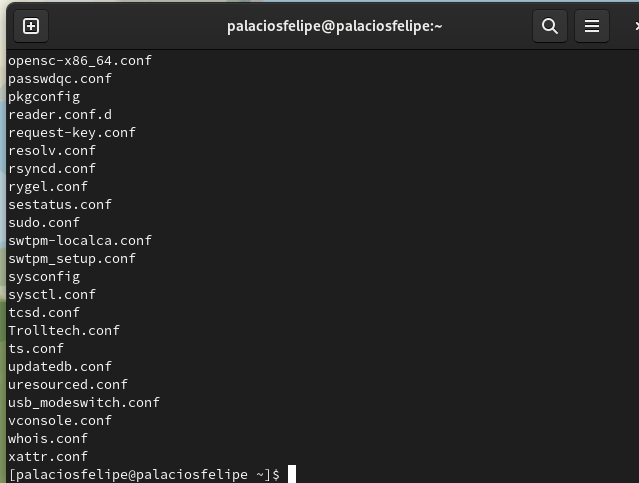 palaciosfelipe@palaciosfelipe:~
opensc-x86_64.conf
passwdqc.conf
pkgconfig
reader.conf.d
request-key.conf
resolv.conf
rsyncd.conf
rygel.conf
sestatus.conf
sudo.conf
swtpm-localca.conf
swtpm_setup.conf
sysconfig
sysctl.conf
tcsd.conf
Trolltech.conf
ts.conf
updatedb.conf
uresourced.conf
usb_modeswitch.conf
vconsole.conf
whois.conf
xattr.conf
[palaciosfelipe@palaciosfelipe ~]$